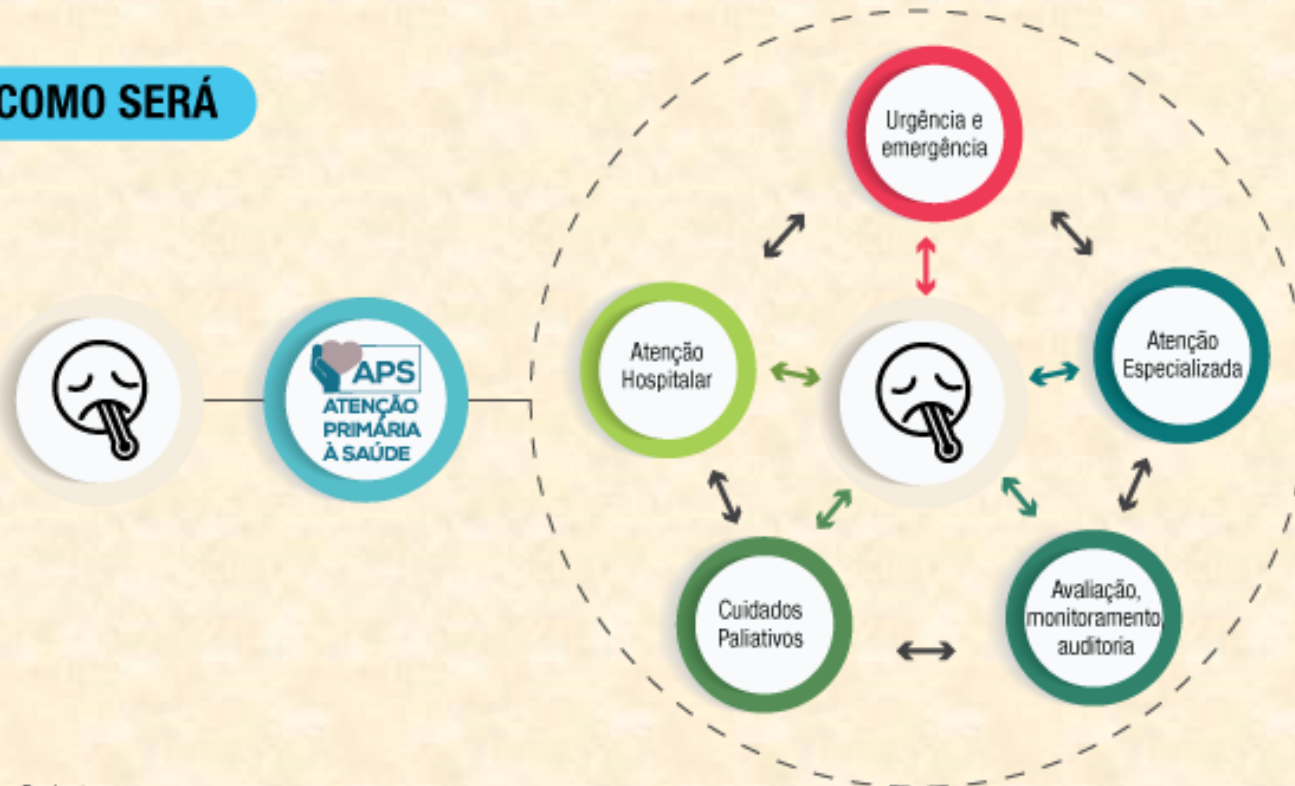 COMO SERÁ
Urgência e
emergência
Atenção
Hospitalar
Atenção
Especializada
APS
ATENÇÃO
PRIMÁRIA
À SAÚDE
Cuidados
Paliativos
Avaliação,
monitoramento
auditoria